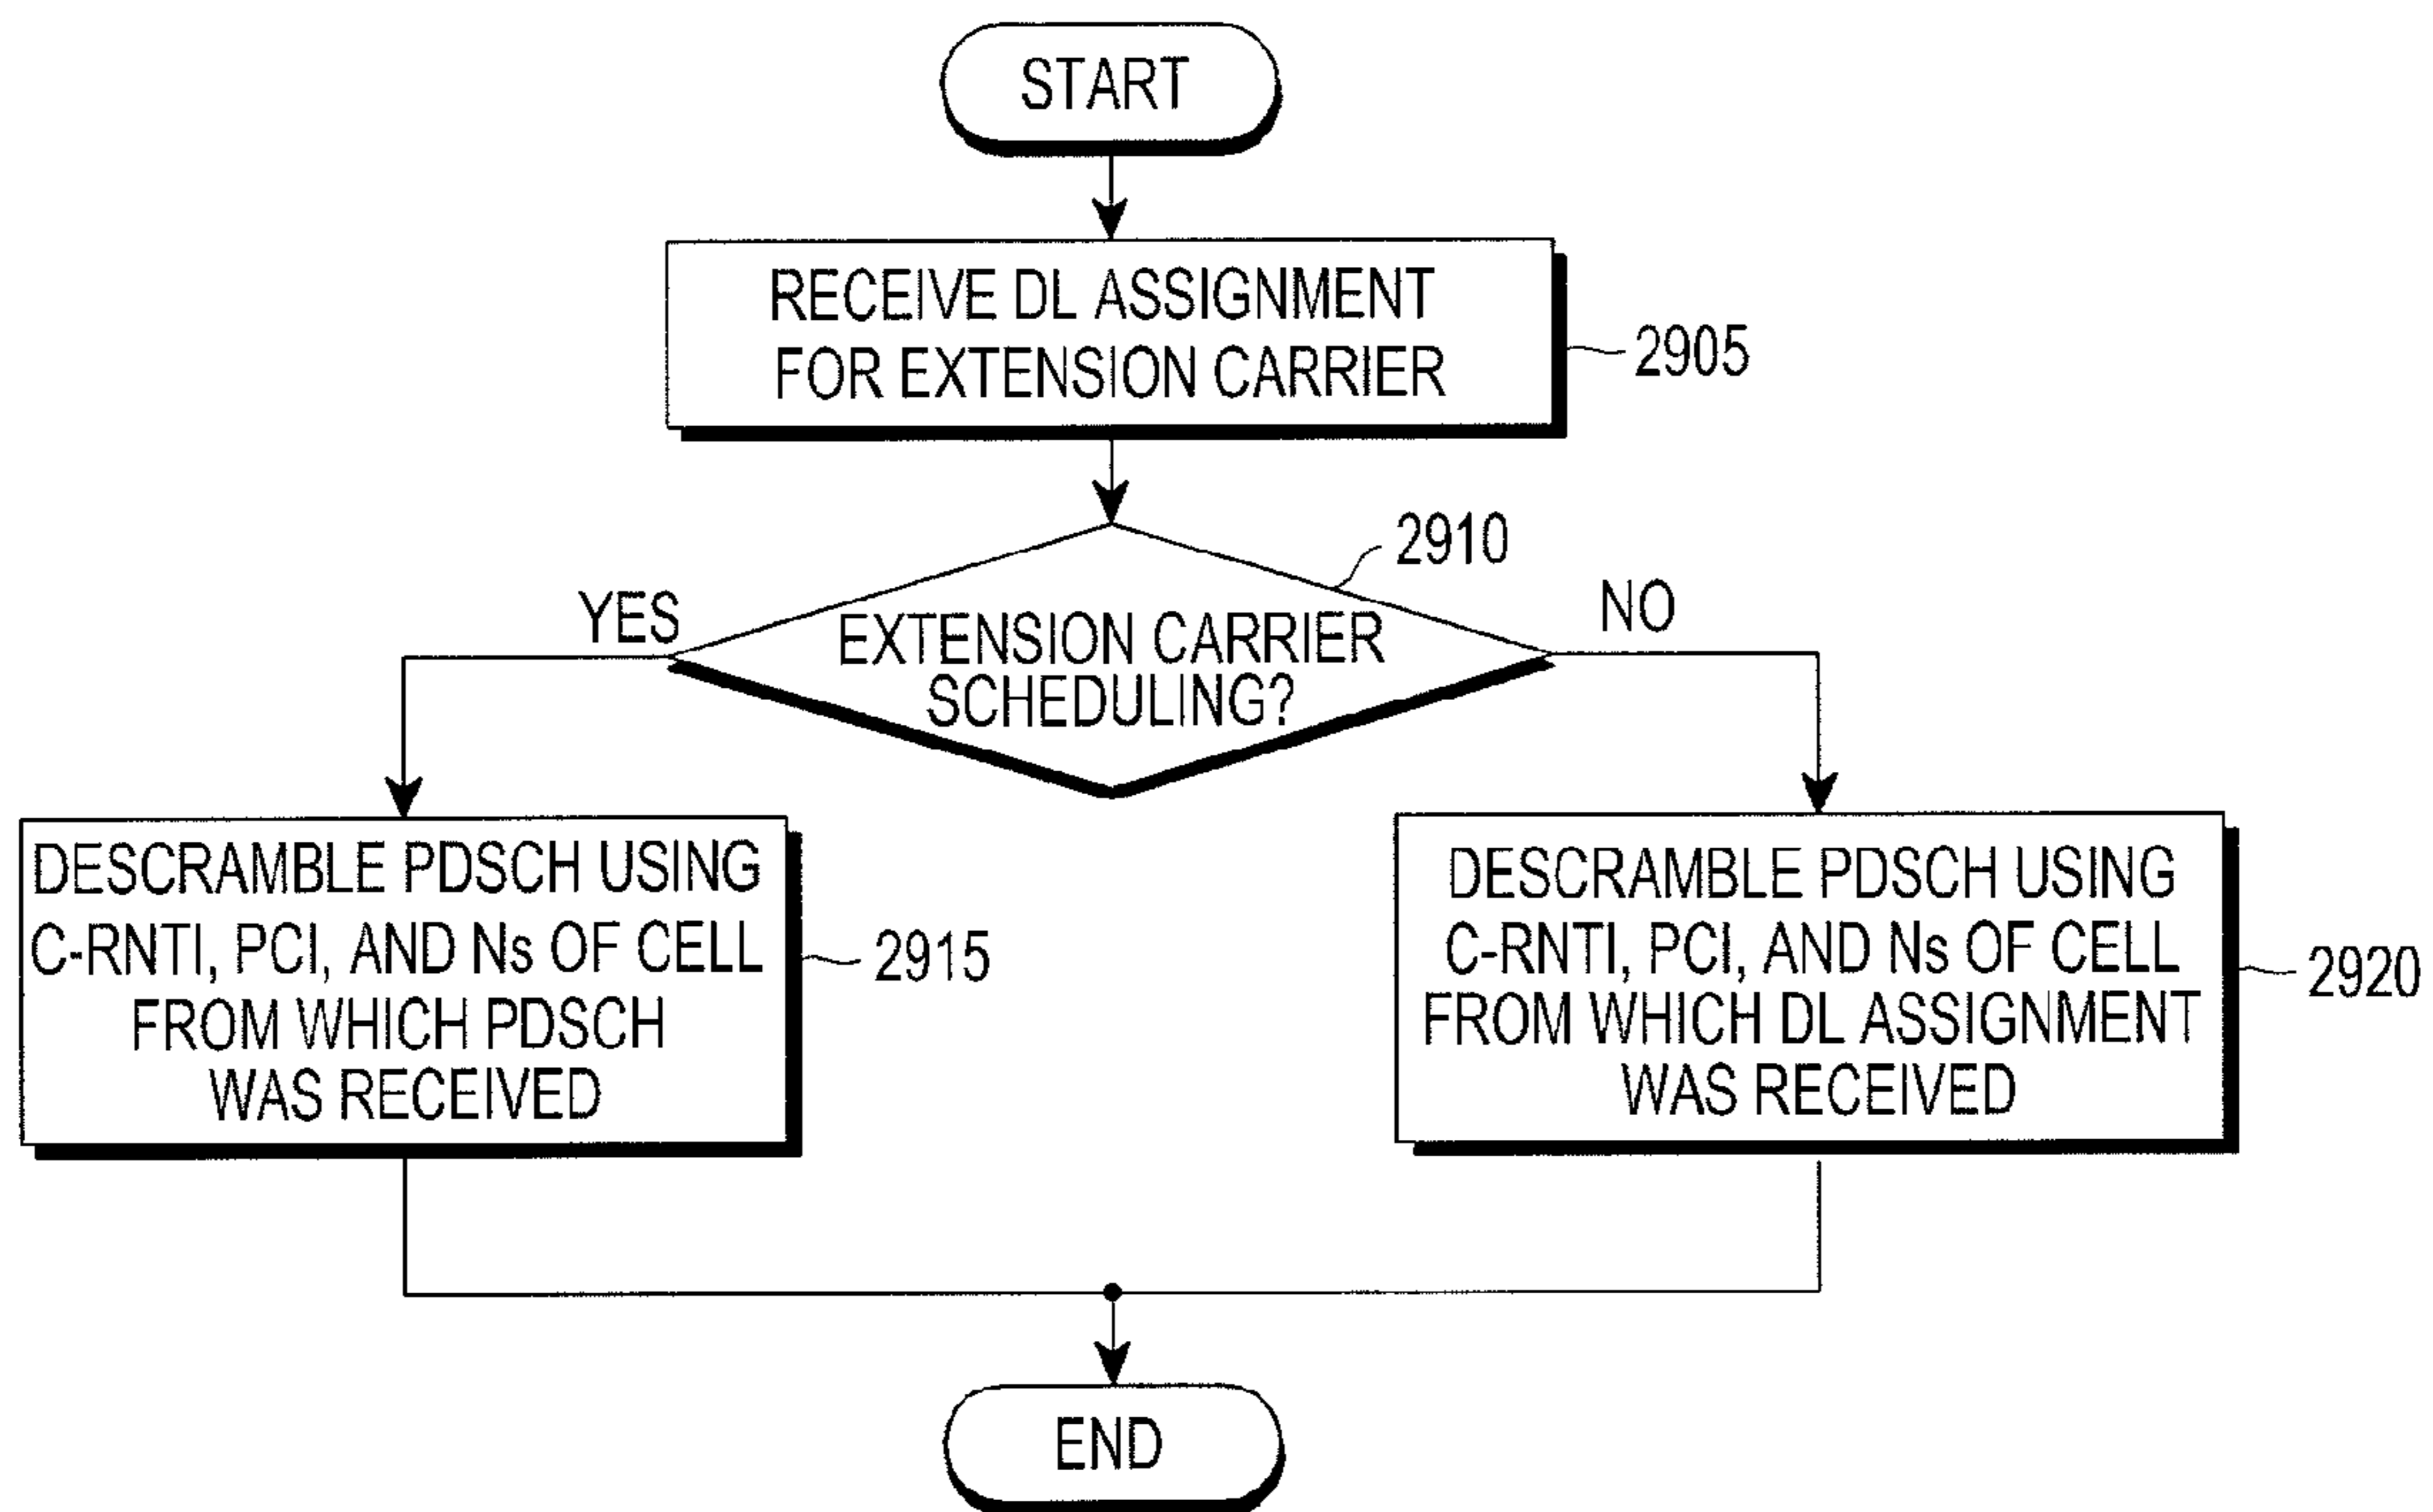 START
RECEIVE DL ASSIGNMENT
FOR EXTENSION CARRIER
2905
2910
YES
NO
EXTENSION CARRIER
SCHEDULING?
DESCRAMBLE PDSCH USING
C-RNTI, PCI, AND Ns OF CELL
FROM WHICH PDSCH
WAS RECEIVED
2915
DESCRAMBLE PDSCH USING
C-RNTI, PCI, AND Ns OF CELL
FROM WHICH DL ASSIGNMENT
WAS RECEIVED
2920
END